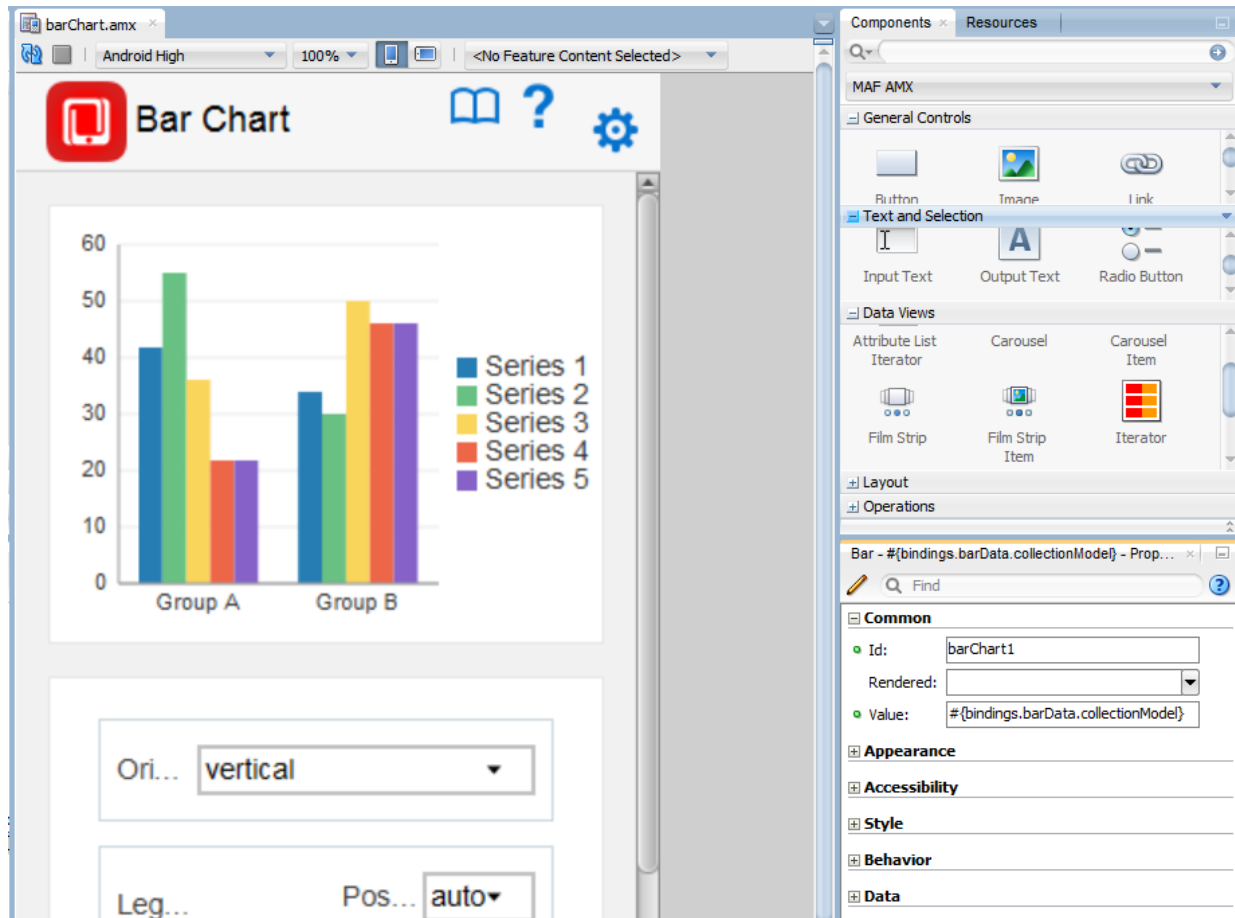 barChart.amx
Android High
100%
<No Feature Content Selected>
Bar Chart
?
60
50
40
30
20
10
0
Group A
Group B
Series 1
Series 2
Series 3
Series 4
Series 5
Ori...
vertical
Leg...
Pos...
auto
Components
Resources
MAF AMX
General Controls
Button
Image
Link
Text and Selection
A
Input Text
Output Text
Radio Button
Data Views
Attribute List
Iterator
Carousel
Carousel
Item
Film Strip
Film Strip
Item
Iterator
Layout
Operations
Bar - #{bindings.barData.collectionModel} - Prop...
Find
?
Common
Id:
barChart1
Rendered:
Value:
#{bindings.barData.collectionModel}
Appearance
Accessibility
Style
Behavior
Data